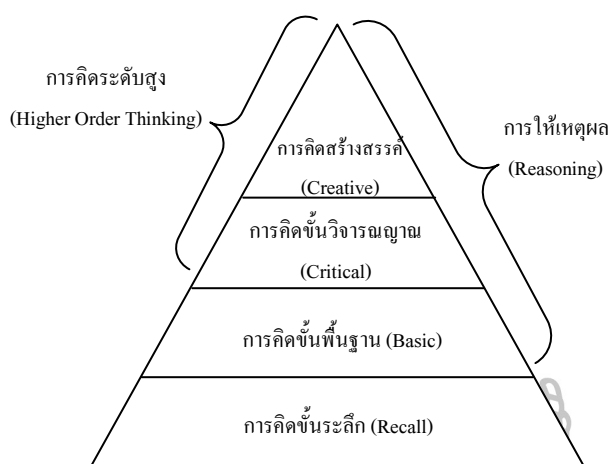 การคิดระดับสูง
(Higher Order Thinking)
การให้เหตุผล
(Reasoning)
การคิดสร้างสรรค์
(Creative)
การคิดขั้นวิจารณญาณ
(Critical)
การคิดขั้นพื้นฐาน (Basic)
การคิดขั้นระลึก (Recall)